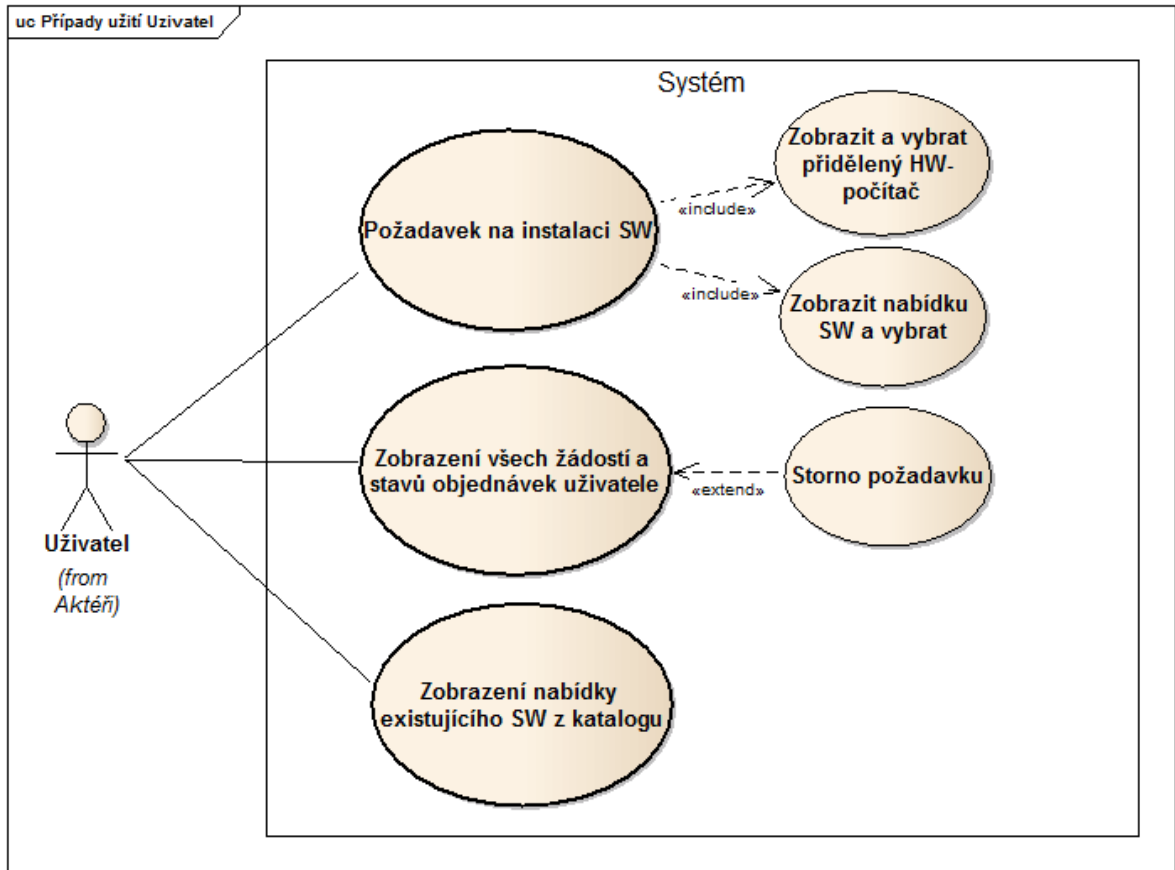 uc Případy užití Uzivatel
Systém
Zobrazit a vybrat
přidělený HW-
počítač
Požadavek na instalaci SW
«include»
«include»
Zobrazit nabídku
SW a vybrat
Zobrazení všech žádostí a
stavů objednávek uživatele
«extend»
Storno požadavku
Uživatel
(from
Aktéři)
Zobrazení nabídky
existujícího SW z katalogu